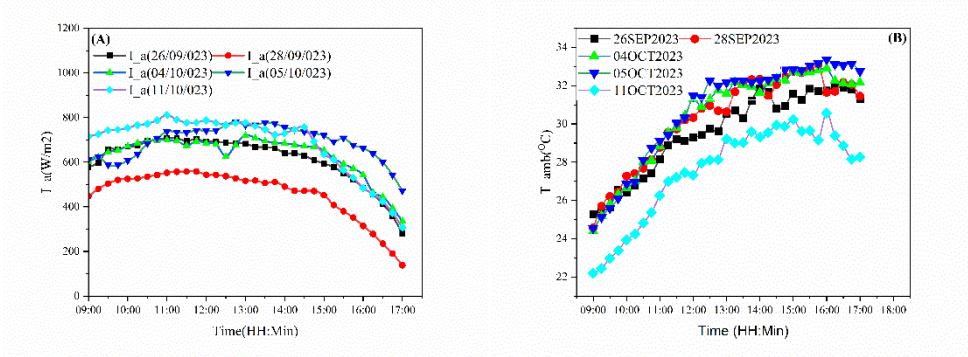 (A)
I_a(26/09/023) I_a(28/09/023)
I_a(04/10/023) I_a(05/10/023)
I_a(11/10/023)
1200
1000
800
600
400
200
0
I_a(W/m2)
09:00 10:00 11:00 12:00 13:00 14:00 15:00 16:00 17:00
Time(HH:Min)
(B)
26SEP2023 28SEP2023
04OCT2023
05OCT2023
11OCT2023
34
32
30
28
26
24
22
T_amb(°C)
09:00 10:00 11:00 12:00 13:00 14:00 15:00 16:00 17:00 18:00
Time (HH:Min)